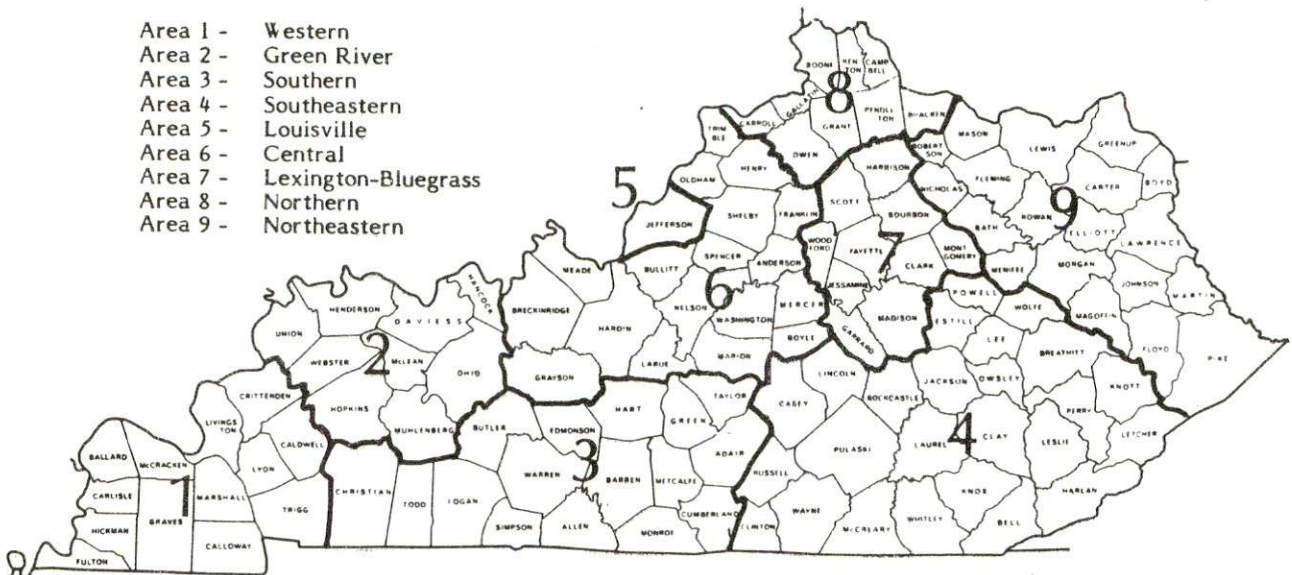 Area 1 - Western
Area 2 - Green River
Area 3 - Southern
Area 4 - Southeastern
Area 5 - Louisville
Area 6 - Central
Area 7 - Lexington-Bluegrass
Area 8 - Northern
Area 9 - Northeastern
BOONE KENTON CAMPBELL
8
GALLATIN
CARROLL GRANT PENDLETON BRACKEN
TRIMBLE OWEN MASON LEWIS GREENUP
ROBERTSON
HENRY HARRISON FLEMING CARTER BOYD
5 OLDHAM NICHOLAS 9
SCOTT ROWAN
JEFFERSON SHELBY FRANKLIN BOURBON BATH ELLIOTT
WOODFORD FAYETTE 7 MONTGOMERY LAWRENCE
SPENCER ANDERSON CLARK MENIFEE MORGAN
MEADE BULLITT 6 JESSAMINE JOHNSON MARTIN
HANCOCK BRECKINRIDGE NELSON MERCER POWELL WOLFE MAGOFFIN
HENDERSON DAVIESS HARDIN WASHINGTON MADISON ESTILL
UNION BOYLE GARRARD LEE FLOYD PIKE
WEBSTER 2 MCLEAN OHIO LARUE MARION BREATHITT
GRAYSON LINCOLN JACKSON OWSLEY KNOTT
CRITTENDEN HOPKINS TAYLOR CASEY ROCKCASTLE PERRY
LIVINGSTON MUHLENBERG BUTLER EDMONSON HART GREEN LAUREL 4 CLAY LESLIE LETCHER
BALLARD MCCRACKEN CALDWELL ADAIR PULASKI
LYON WARREN 3 BARREN METCALFE RUSSELL
CARLISLE 1 MARSHALL CHRISTIAN TODD LOGAN KNOX HARLAN
GRAVES TRIGG CUMBERLAND WAYNE
HICKMAN SIMPSON ALLEN MONROE CLINTON MCCREARY WHITLEY BELL
CALLOWAY
FULTON